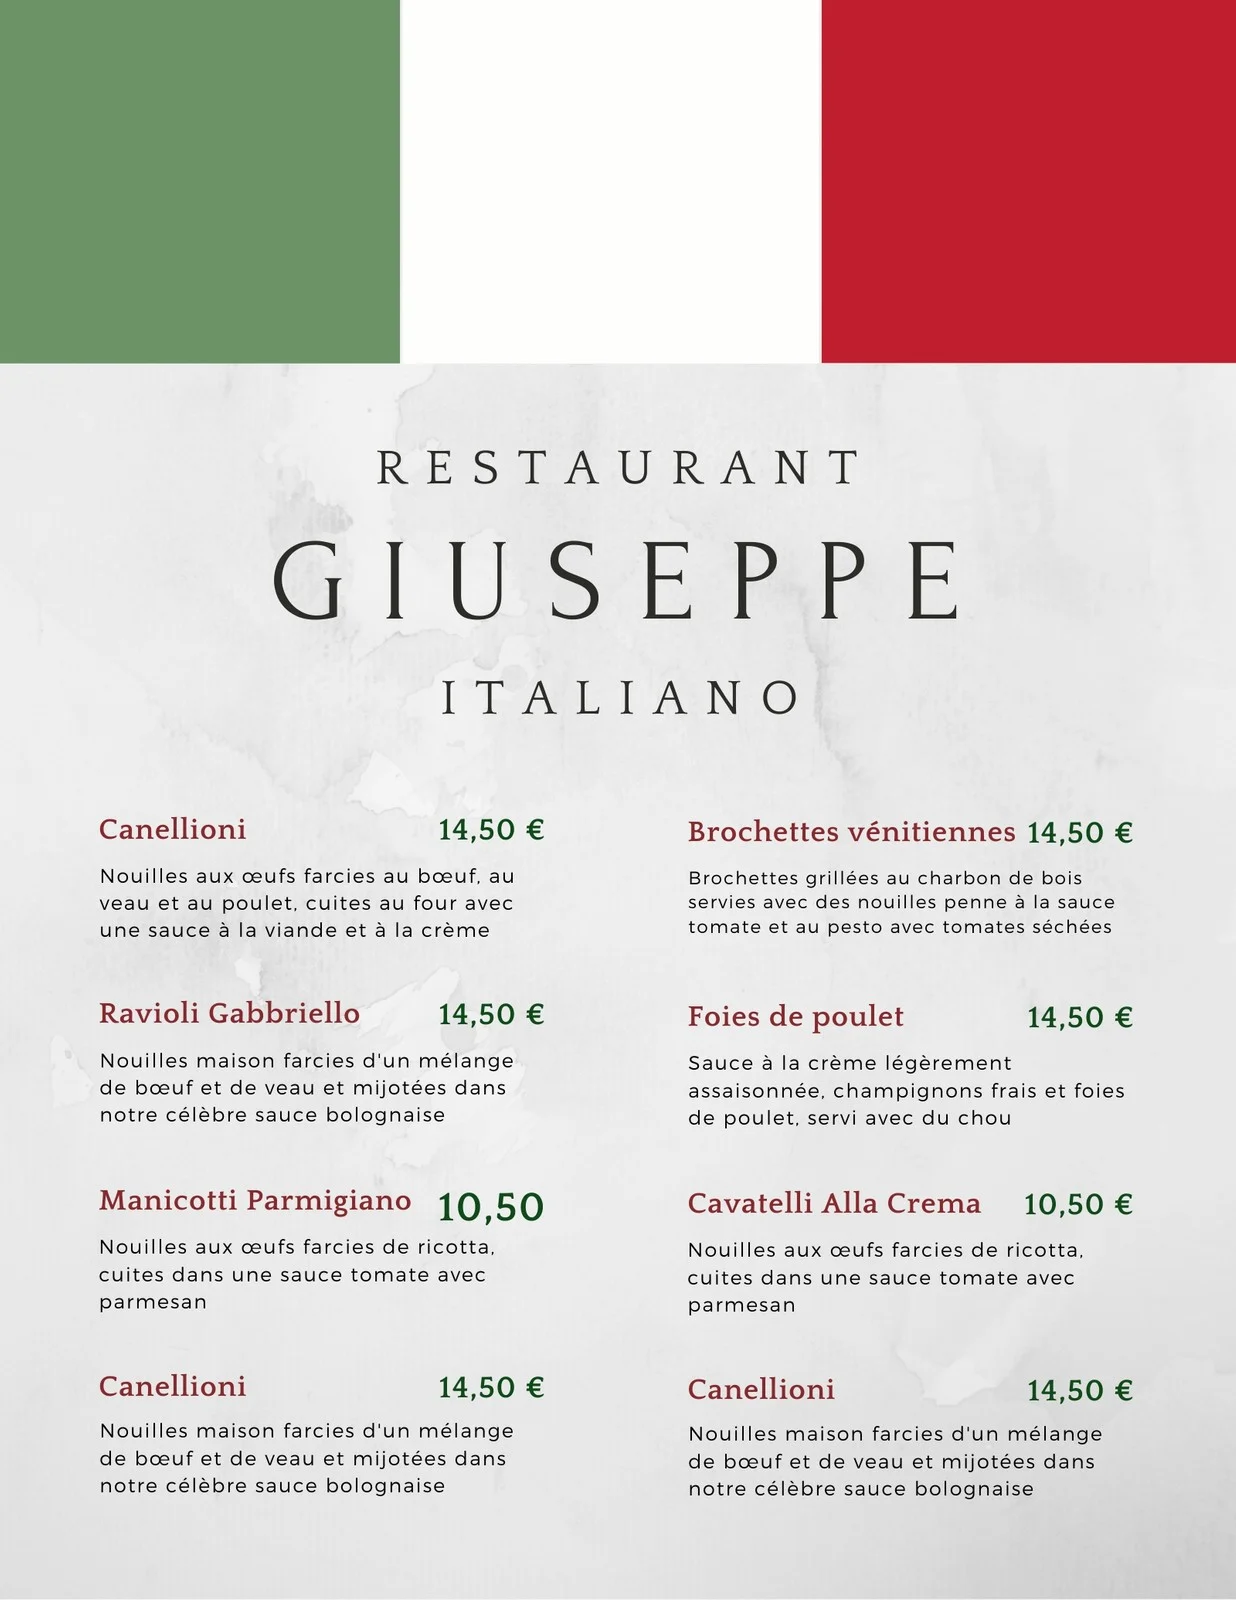 RESTAURANT
GIUSEPPE
ITALIANO
Canellioni 14,50 €
Nouilles aux œufs farcies au bœuf, au
veau et au poulet, cuites au four avec
une sauce à la viande et à la crème
Ravioli Gabbriello 14,50 €
Nouilles maison farcies d'un mélange
de bœuf et de veau et mijotées dans
notre célèbre sauce bolognaise
Manicotti Parmigiano 10,50
Nouilles aux œufs farcies de ricotta,
cuites dans une sauce tomate avec
parmesan
Canellioni 14,50 €
Nouilles maison farcies d'un mélange
de bœuf et de veau et mijotées dans
notre célèbre sauce bolognaise
Brochettes vénitiennes 14,50 €
Brochettes grillées au charbon de bois
servies avec des nouilles penne à la sauce
tomate et au pesto avec tomates séchées
Foies de poulet 14,50 €
Sauce à la crème légèrement
assaisonnée, champignons frais et foies
de poulet, servi avec du chou
Cavatelli Alla Crema 10,50 €
Nouilles aux œufs farcies de ricotta,
cuites dans une sauce tomate avec
parmesan
Canellioni 14,50 €
Nouilles maison farcies d'un mélange
de bœuf et de veau et mijotées dans
notre célèbre sauce bolognaise